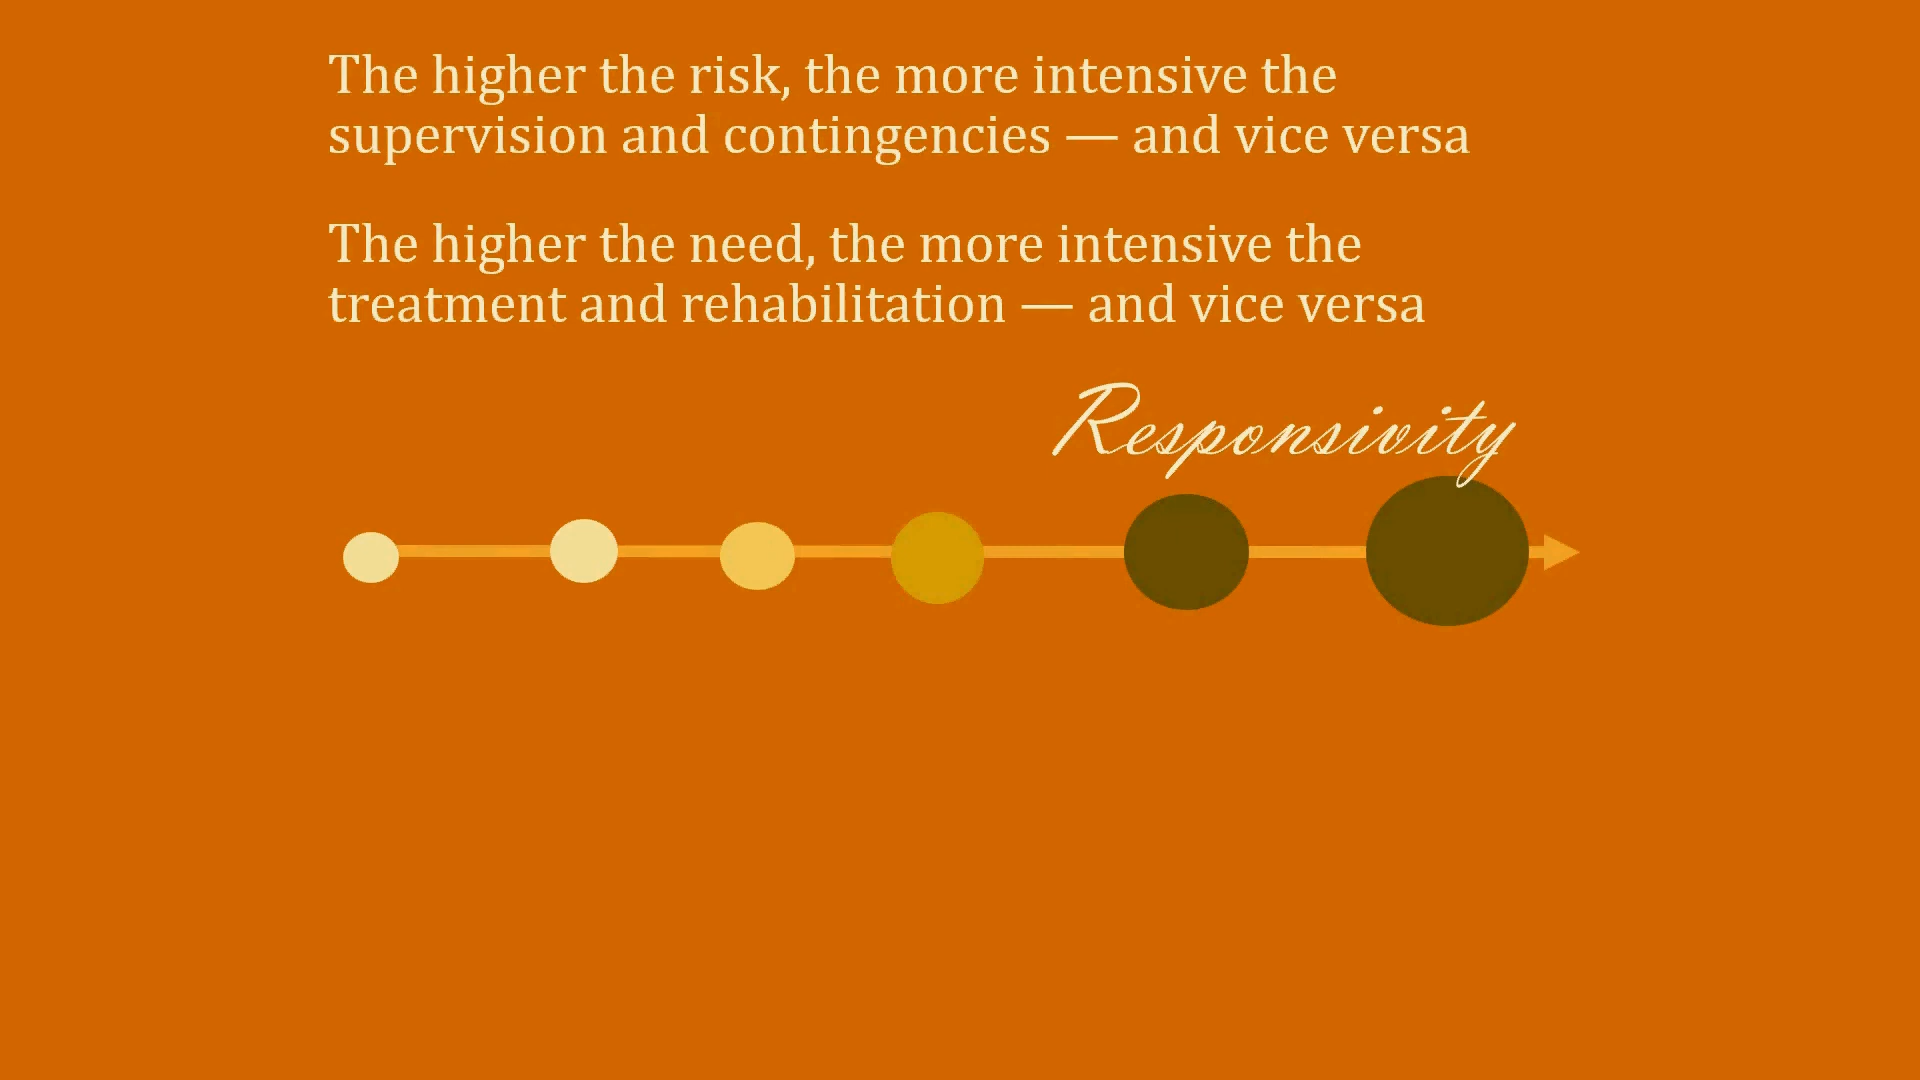 The higher the risk, the more intensive the
supervision and contingencies — and vice versa
The higher the need, the more intensive the
treatment and rehabilitation — and vice versa
Responsivity